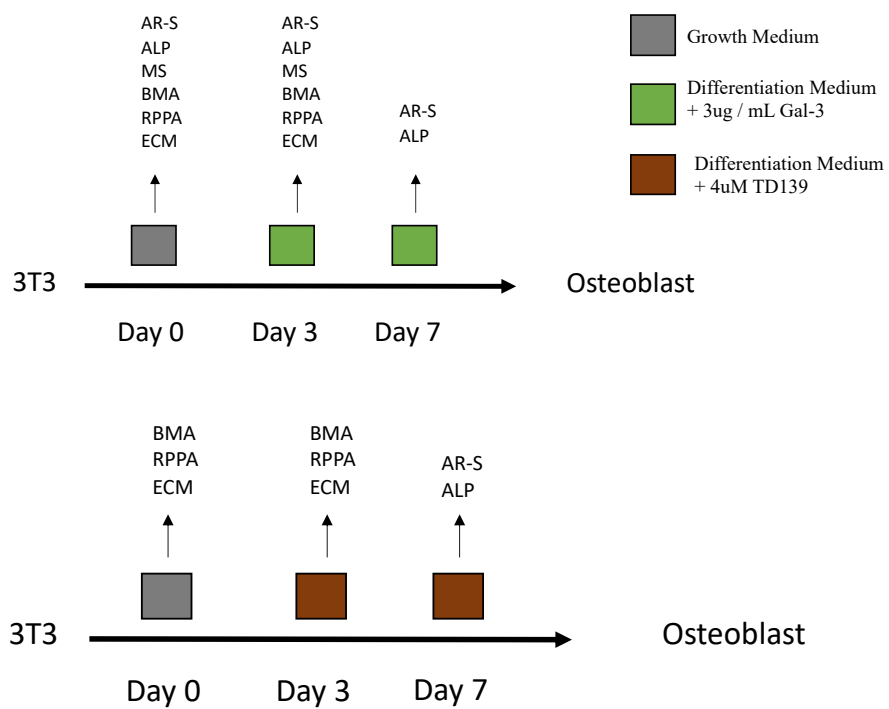 AR-S
ALP
MS
BMA
RPPA
ECM
AR-S
ALP
MS
BMA
RPPA
ECM
AR-S
ALP
Growth Medium
Differentiation Medium
+ 3ug / mL Gal-3
Differentiation Medium
+ 4uM TD139
3T3
Osteoblast
Day 0
Day 3
Day 7
BMA
RPPA
ECM
BMA
RPPA
ECM
AR-S
ALP
3T3
Osteoblast
Day 0
Day 3
Day 7